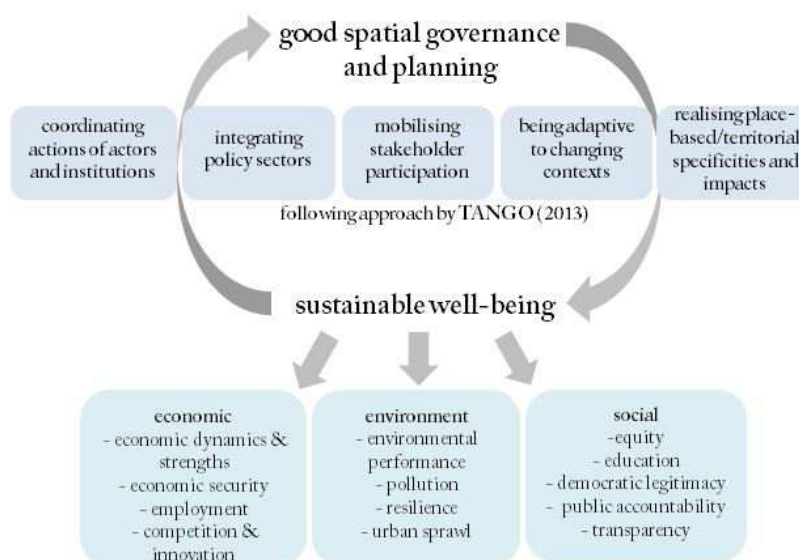 good spatial governance
and planning
coordinating
actions of actors
and institutions
integrating
policy sectors
mobilising
stakeholder
participation
being adaptive
to changing
contexts
realising place-
based/territorial
specificities and
impacts
following approach by TANGO (2013)
sustainable well-being
economic
- economic dynamics &
strengths
- economic security
- employment
- competition &
innovation
environment
- environmental
performance
- pollution
- resilience
- urban sprawl
social
-equity
- education
- democratic legitimacy
- public accountability
- transparency